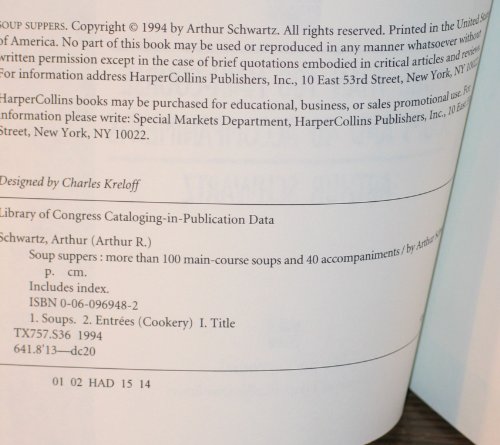 SOUP SUPPERS. Copyright © 1994 by Arthur Schwartz. All rights reserved. Printed in the United States
of America. No part of this book may be used or reproduced in any manner whatsoever without
written permission except in the case of brief quotations embodied in critical articles and reviews.
For information address HarperCollins Publishers, Inc., 10 East 53rd Street, New York, NY 10022.
HarperCollins books may be purchased for educational, business, or sales promotional use. For
information please write: Special Markets Department, HarperCollins Publishers, Inc., 10 East
Street, New York, NY 10022.
Designed by Charles Kreloff
Library of Congress Cataloging-in-Publication Data
Schwartz, Arthur (Arthur R.)
Soup suppers : more than 100 main-course soups and 40 accompaniments / by Arthur
p. cm.
Includes index.
ISBN 0-06-096948-2
1. Soups. 2. Entrées (Cookery) I. Title
TX757.S36 1994
641.8'13—dc20
01 02 HAD 15 14